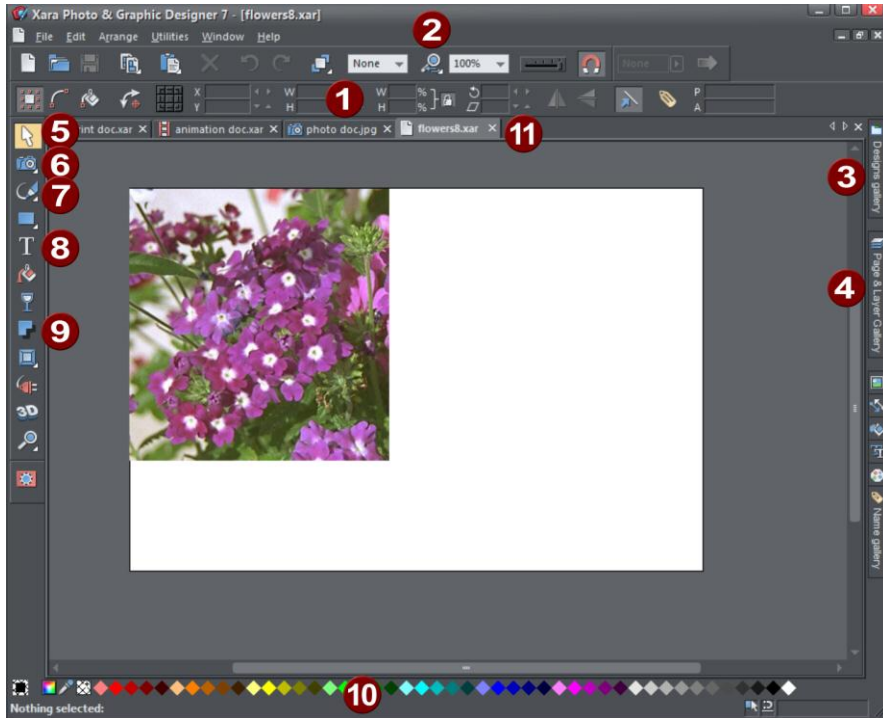 Xara Photo & Graphic Designer 7 - [flowers8.xar]
File Edit Arrange Utilities Window Help
2
None 100% None
X W W % P
Y H H % A
1
5 int doc.xar animation doc.xar photo doc.jpg flowers8.xar 11
6
7
T 8
9
3D
3
Designs gallery
4
Page & Layer Gallery
Name gallery
10
Nothing selected: